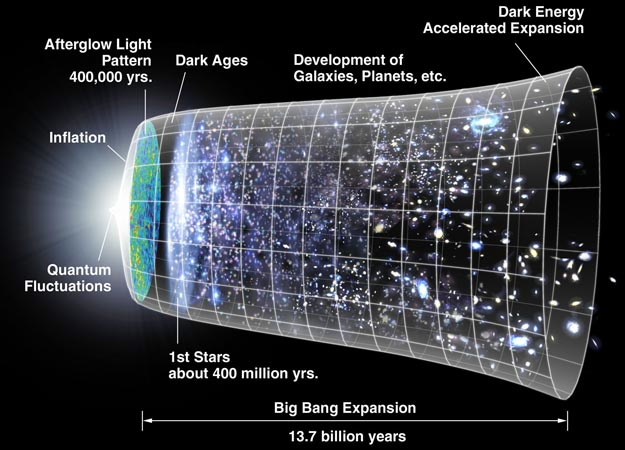 Dark Energy
Accelerated Expansion
Afterglow Light
Pattern
400,000 yrs.
Dark Ages
Development of
Galaxies, Planets, etc.
Inflation
Quantum
Fluctuations
1st Stars
about 400 million yrs.
Big Bang Expansion
13.7 billion years